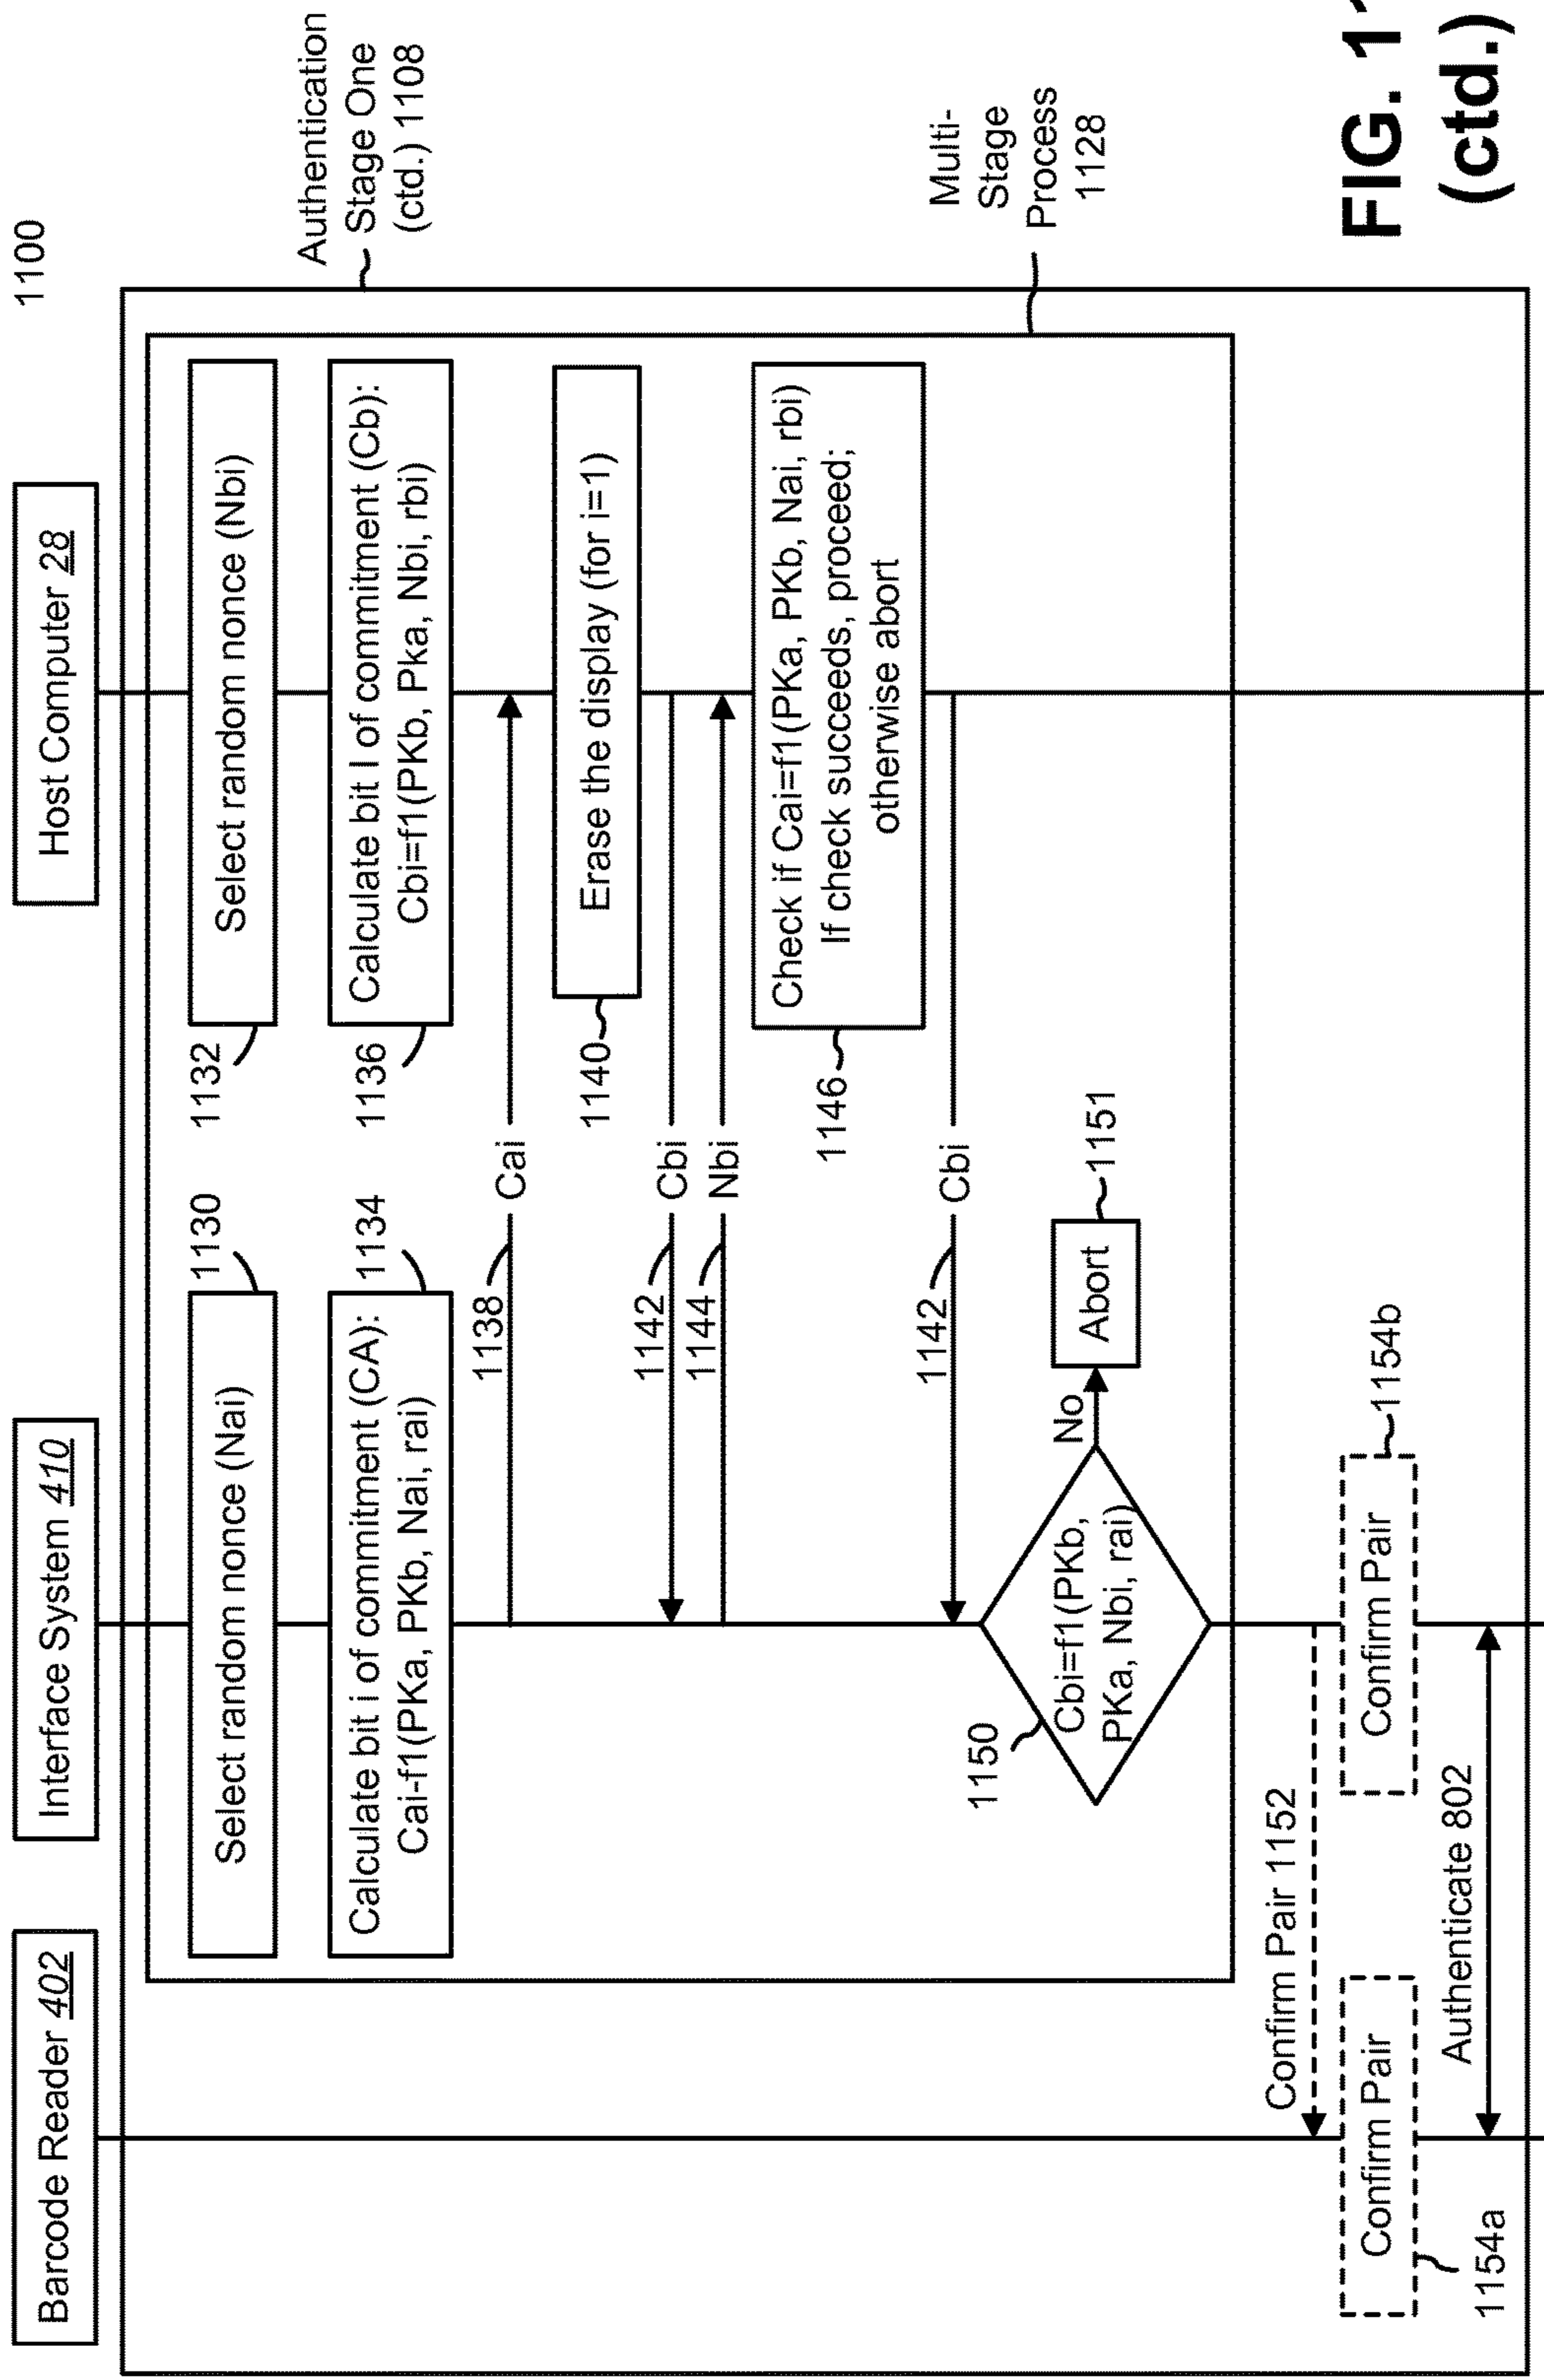 1100
Barcode Reader 402
Interface System 410
Host Computer 28
Authentication
Stage One
(ctd.) 1108
Select random nonce (Nai)
1130
1132
Select random nonce (Nbi)
Calculate bit i of commitment (CA):
Cai-f1(PKa, PKb, Nai, rai)
1134
1136
Calculate bit I of commitment (Cb):
Cbi=f1(PKb, Pka, Nbi, rbi)
1138
Cai
1140
Erase the display (for i=1)
1142
Cbi
1144
Nbi
1146
Check if Cai=f1(PKa, PKb, Nai, rbi)
If check succeeds, proceed;
otherwise abort
1142
Cbi
Multi-
Stage
Process
1128
1150
Cbi=f1(PKb,
PKa, Nbi, rai)
No
Abort
1151
Confirm Pair 1152
Confirm Pair
1154a
Confirm Pair
1154b
Authenticate 802
(ctd.)